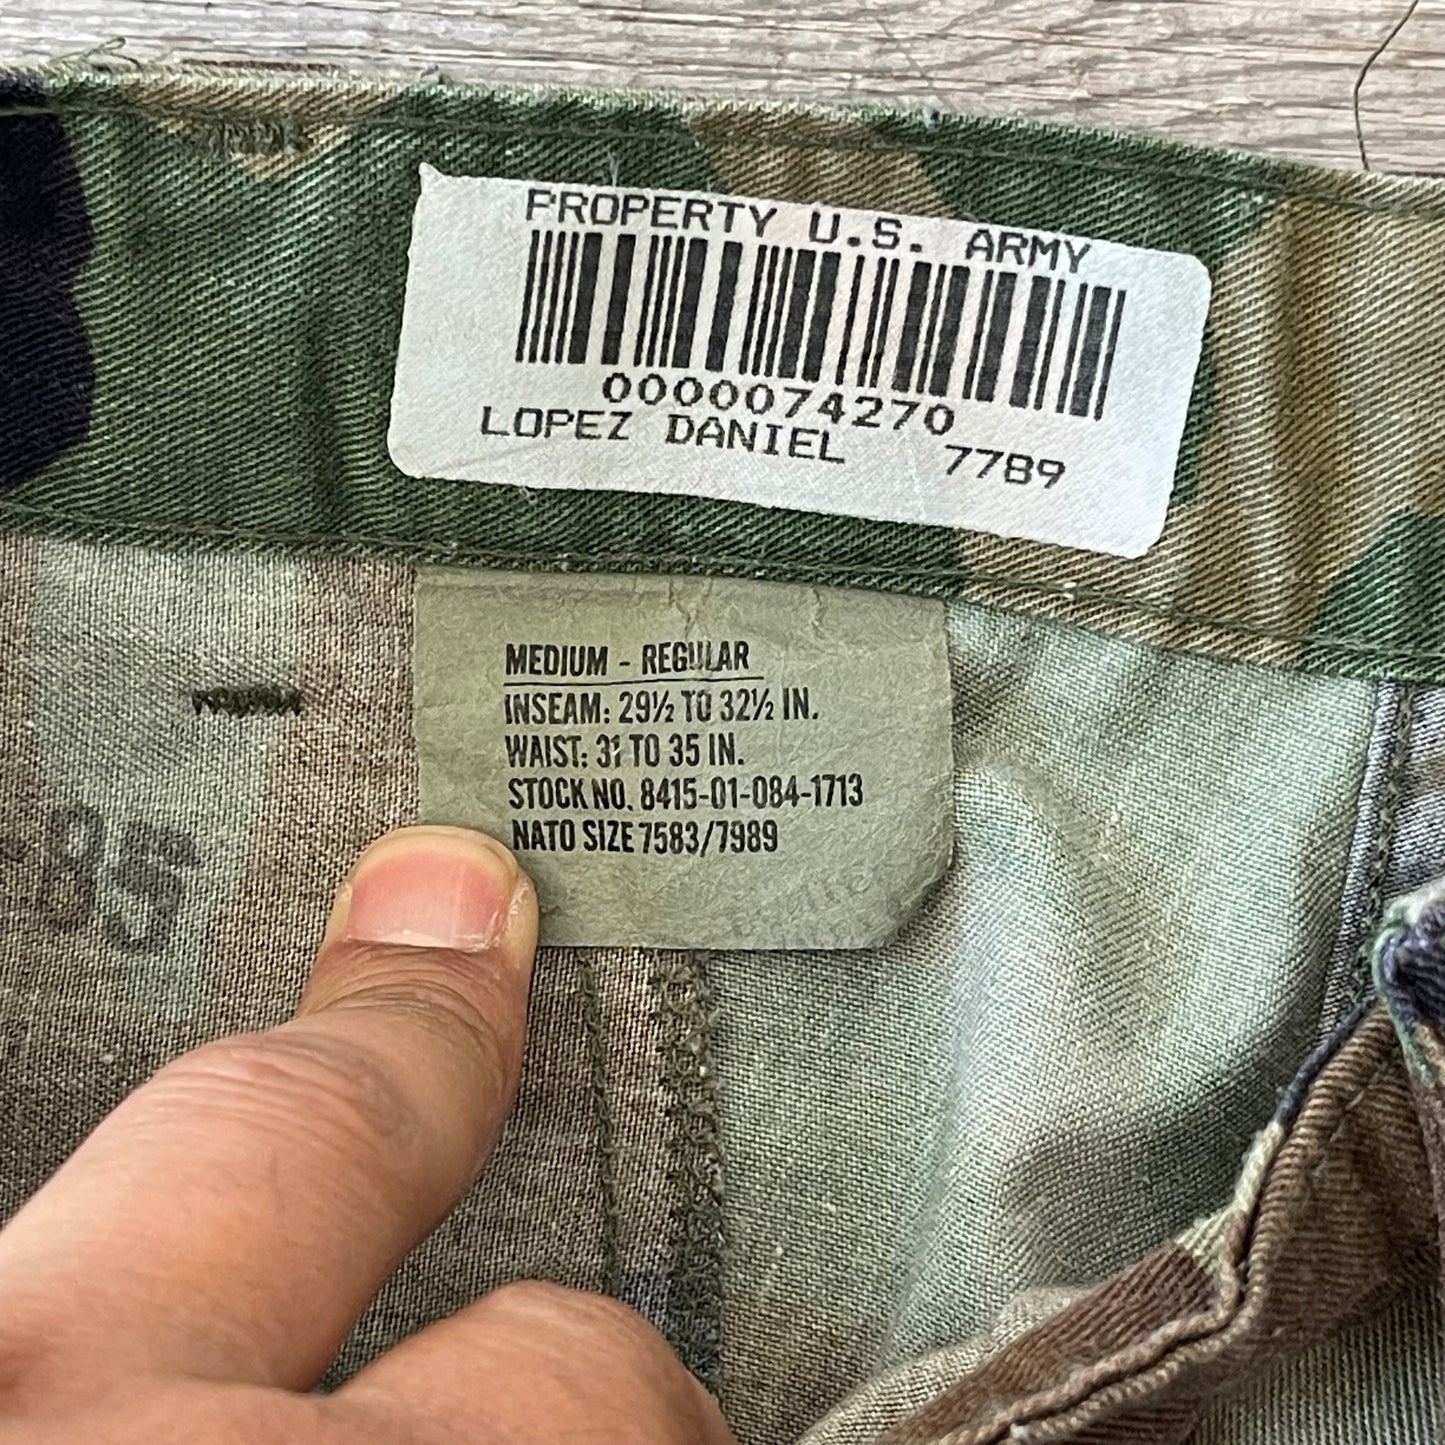 PROPERTY U.S. ARMY
0000074270
LOPEZ DANIEL 7789
MEDIUM - REGULAR
INSEAM: 29½ TO 32½ IN.
WAIST: 31 TO 35 IN.
STOCK NO. 8415-01-084-1713
NATO SIZE 7583/7989